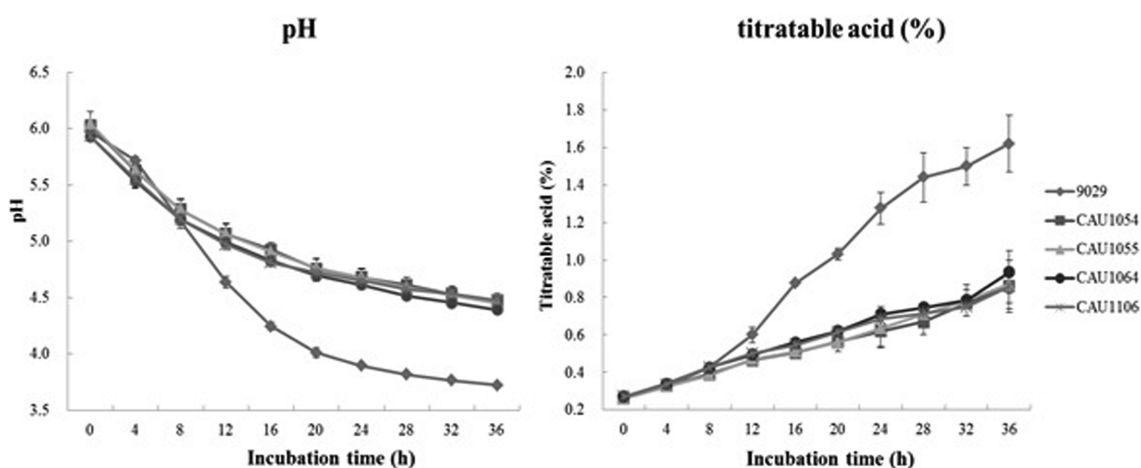 pH
6.5
6.0
5.5
5.0
4.5
4.0
3.5
pH
0 4 8 12 16 20 24 28 32 36
Incubation time (h)
titratable acid (%)
2.0
1.8
1.6
1.4
1.2
1.0
0.8
0.6
0.4
0.2
Titratable acid (%)
0 4 8 12 16 20 24 28 32 36
Incubation time (h)
9029
CAU1054
CAU1055
CAU1064
CAU1106